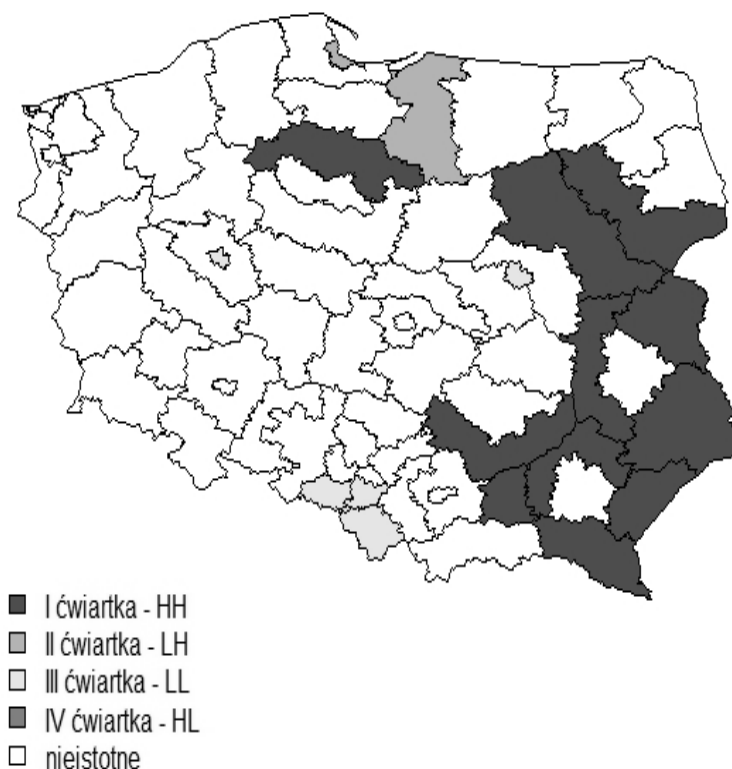 I ćwiartka - HH
II ćwiartka - LH
III ćwiartka - LL
IV ćwiartka - HL
nieistotne